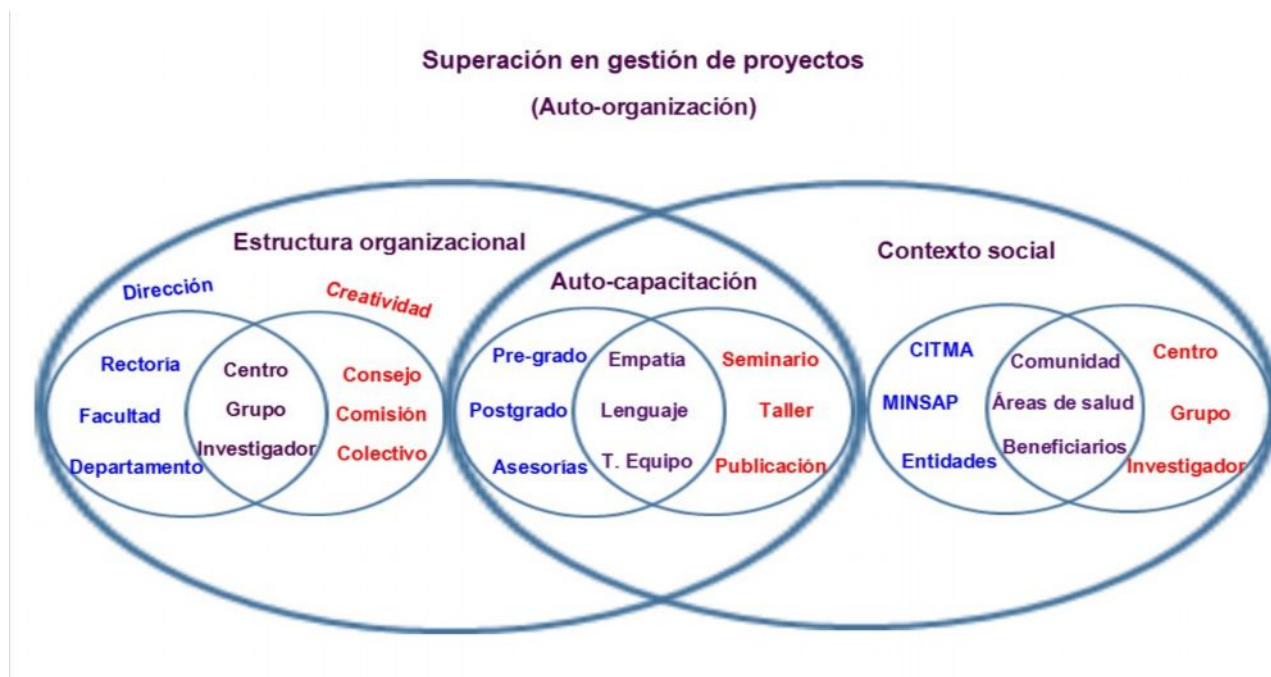 Superación en gestión de proyectos
(Auto-organización)
Estructura organizacional
Dirección
Creatividad
Rectoría
Facultad
Departamento
Centro
Grupo
Investigador
Consejo
Comisión
Colectivo
Auto-capacitación
Pre-grado
Postgrado
Asesorías
Empatía
Lenguaje
T. Equipo
Seminario
Taller
Publicación
Contexto social
CITMA
MINSAP
Entidades
Comunidad
Áreas de salud
Beneficiarios
Centro
Grupo
Investigador